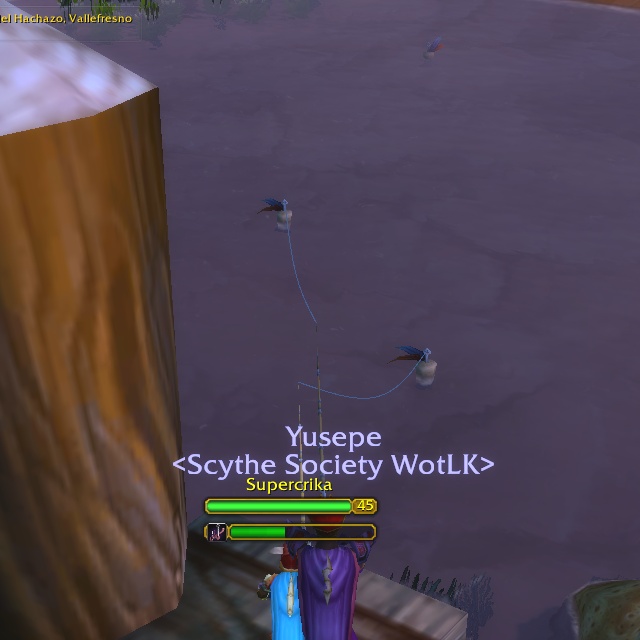 el Hachazo, Vallefresno
Yusepe
<Scythe Society WotLK>
Supercrika
45